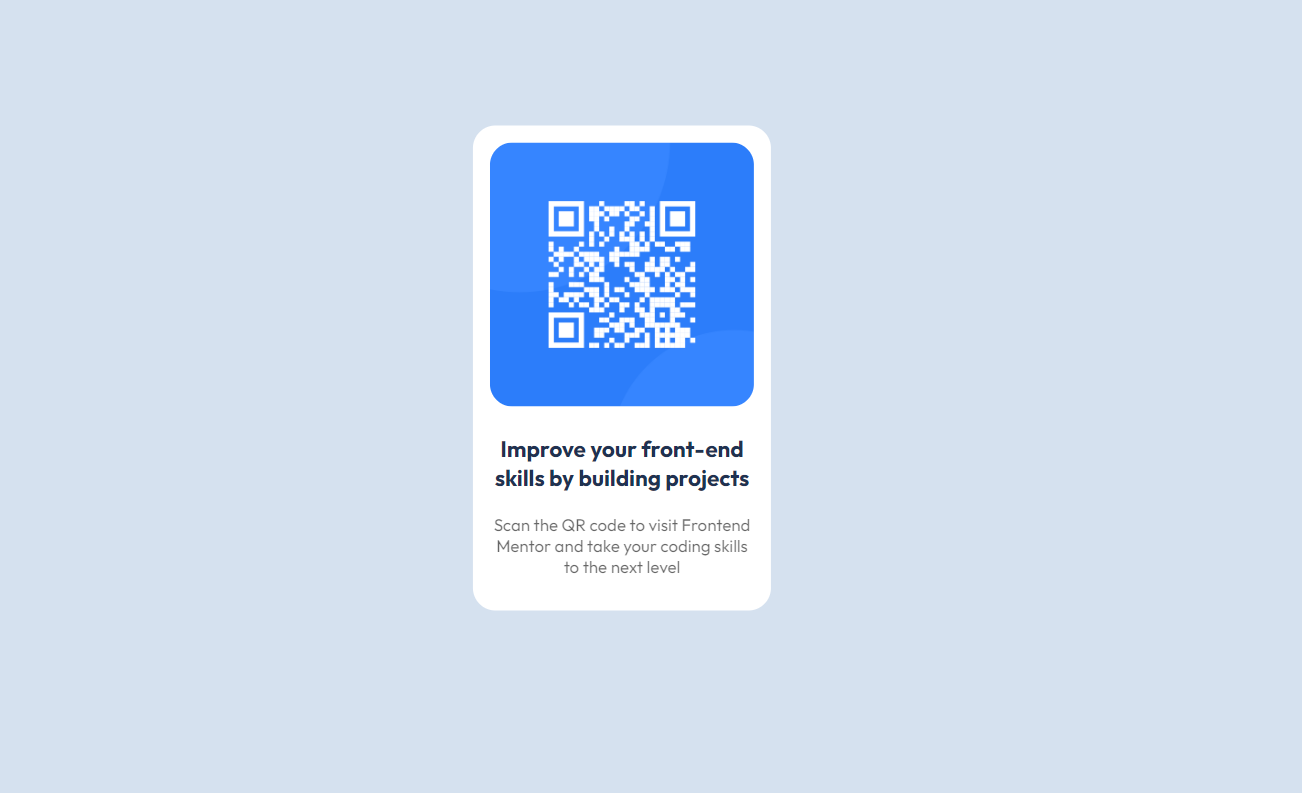 Improve your front-end
skills by building projects
Scan the QR code to visit Frontend
Mentor and take your coding skills
to the next level